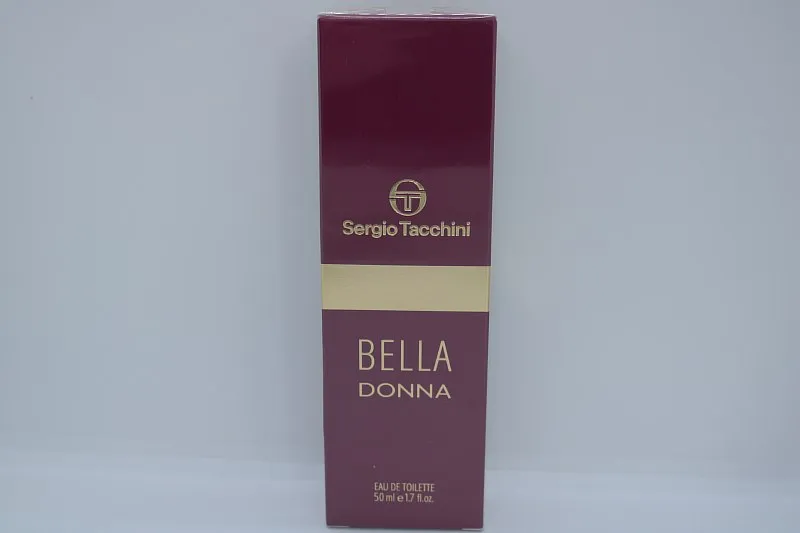 Sergio Tacchini
BELLA
DONNA
EAU DE TOILETTE
50 ml e 1.7 fl.oz.